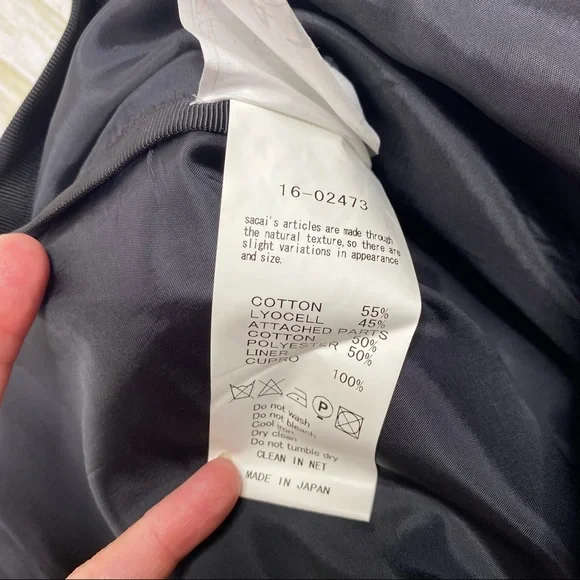 16-02473
sacai's articles are made through
the natural texture, so there are
slight variations in appearance
and size.
COTTON 55%
LYOCELL 45%
ATTACHED PARTS
COTTON 50%
POLYESTER 50%
LINER
CUPRO 100%
P
Do not wash
Do not bleach
Cool iron
Dry clean
Do not tumble dry
CLEAN IN NET
MADE IN JAPAN